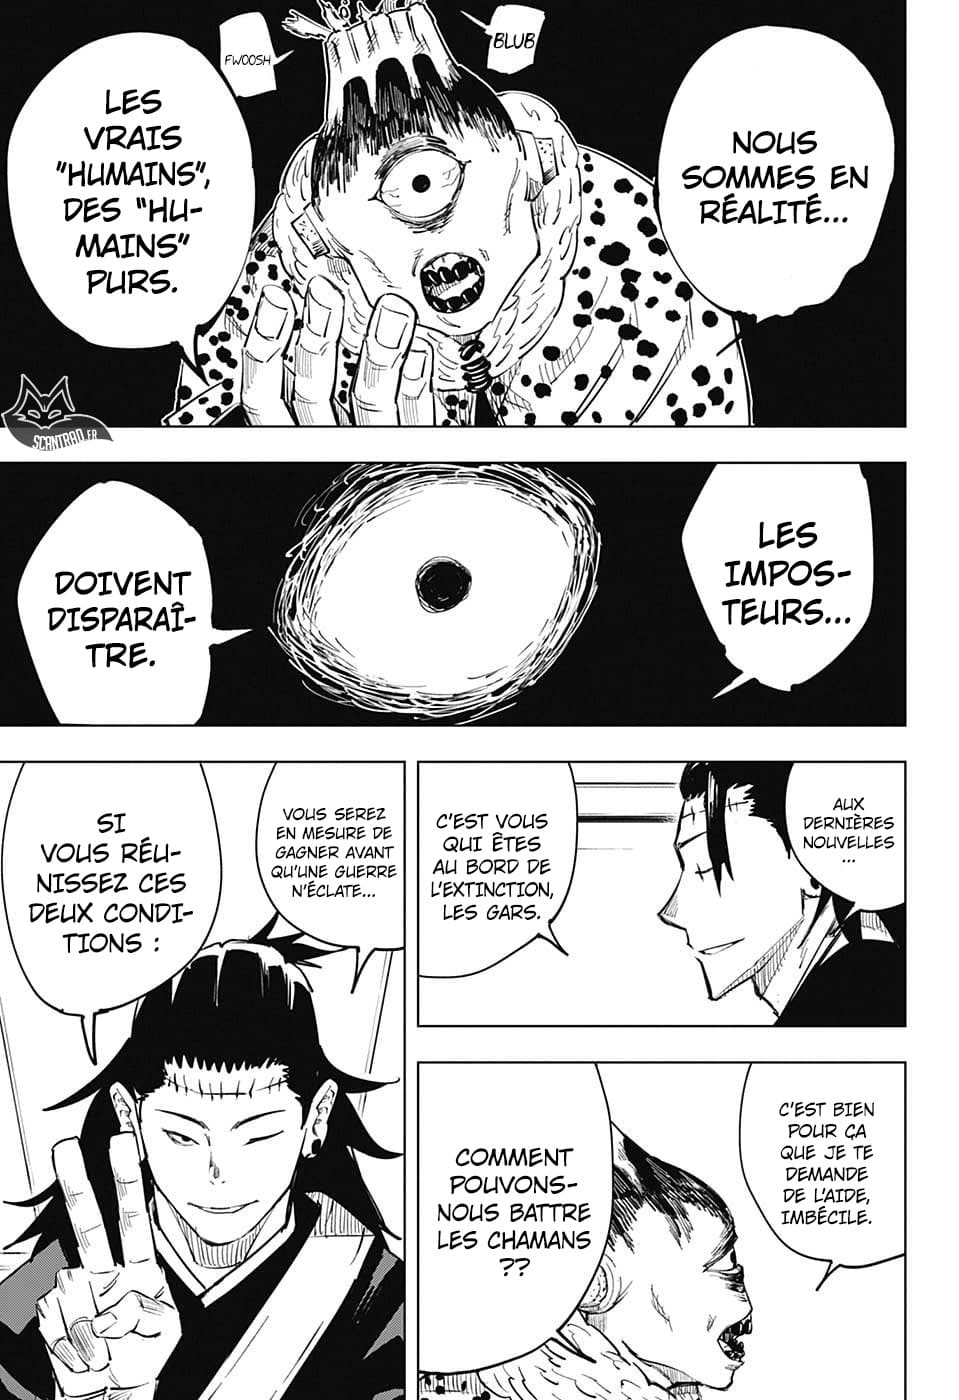 BLUB
FWOOSH
NOUS
SOMMES EN
RÉALITÉ...
LES
VRAIS
"HUMAINS",
DES "HU-
MAINS"
PURS.
SCANTRAD.FR
LES
IMPOS-
TEURS...
DOIVENT
DISPARAÎ-
TRE.
AUX
DERNIÈRES
NOUVELLES
...
C'EST VOUS
QUI ÊTES
AU BORD DE
L'EXTINCTION,
LES GARS.
C'EST BIEN
POUR ÇA
QUE JE TE
DEMANDE
DE L'AIDE,
IMBÉCILE.
COMMENT
POUVONS-
NOUS BATTRE
LES CHAMANS
??
VOUS SEREZ
EN MESURE DE
GAGNER AVANT
QU'UNE GUERRE
N'ÉCLATE...
SI
VOUS RÉU-
NISSEZ CES
DEUX CONDI-
TIONS :